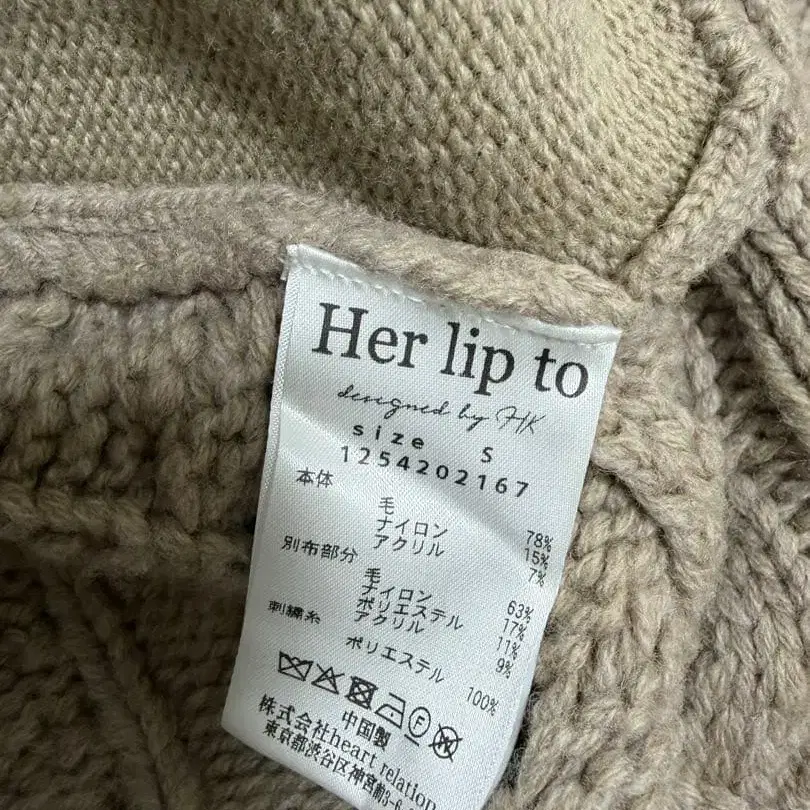 Her lip to
designed by HK
size S
1254202167
本体
毛 78%
ナイロン 15%
アクリル 7%
別布部分
毛 63%
ナイロン 17%
ポリエステル 11%
アクリル 9%
刺繍糸
ポリエステル 100%
中国製
株式会社heart relation
東京都渋谷区神宮前3-6